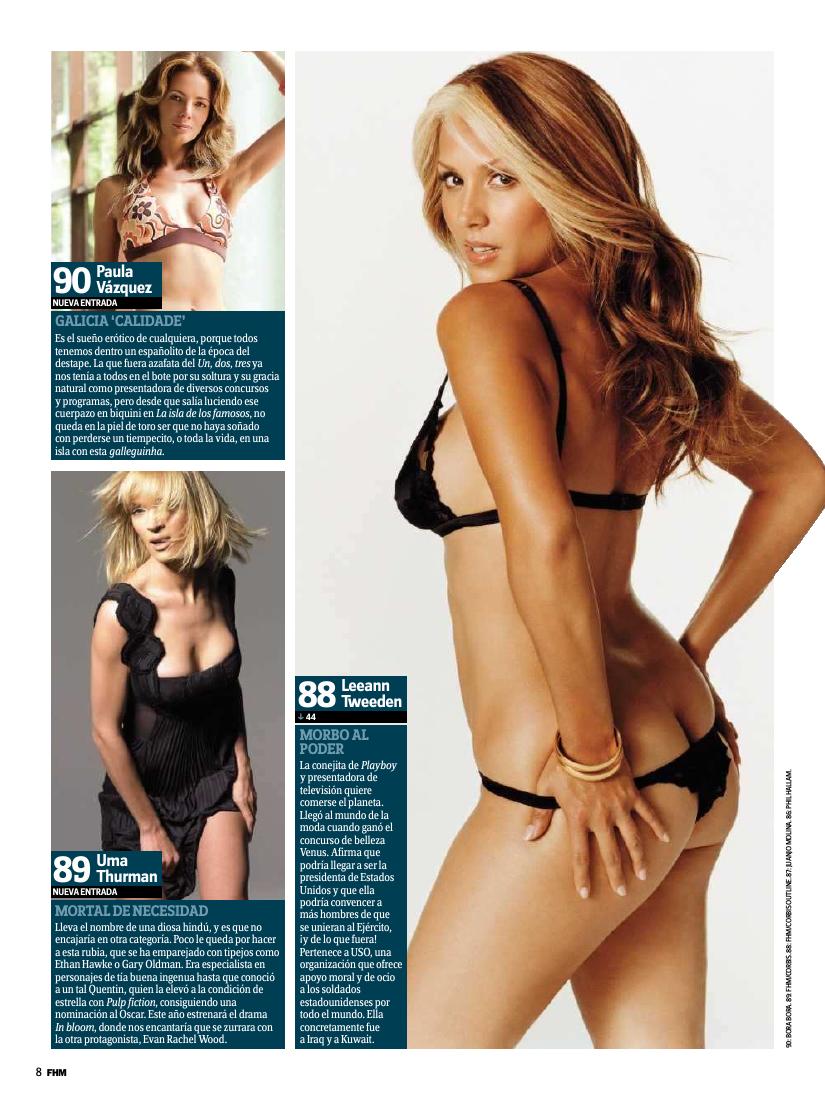 90 Paula
Vázquez
NUEVA ENTRADA
GALICIA ‘CALIDADE’
Es el sueño erótico de cualquiera, porque todos
tenemos dentro un españolito de la época del
destape. La que fuera azafata del Un, dos, tres ya
nos tenía a todos en el bote por su soltura y su gracia
natural como presentadora de diversos concursos
y programas, pero desde que salía luciendo ese
cuerpazo en biquini en La isla de los famosos, no
queda en la piel de toro ser que no haya soñado
con perderse un tiempecito, o toda la vida, en una
isla con esta galleguinha.
89 Uma
Thurman
NUEVA ENTRADA
MORTAL DE NECESIDAD
Lleva el nombre de una diosa hindú, y es que no
encajaría en otra categoría. Poco le queda por hacer
a esta rubia, que se ha emparejado con tipejos como
Ethan Hawke o Gary Oldman. Era especialista en
personajes de tía buena ingenua hasta que conoció
a un tal Quentin, quien la elevó a la condición de
estrella con Pulp fiction, consiguiendo una
nominación al Oscar. Este año estrenará el drama
In bloom, donde nos encantaría que se zurrara con
la otra protagonista, Evan Rachel Wood.
88 Leeann
Tweeden
↓ 44
MORBO AL
PODER
La conejita de Playboy
y presentadora de
televisión quiere
comerse el planeta.
Llegó al mundo de la
moda cuando ganó el
concurso de belleza
Venus. Afirma que
podría llegar a ser la
presidenta de Estados
Unidos y que ella
podría convencer a
más hombres de que
se unieran al Ejército,
¡y de lo que fuera!
Pertenece a USO, una
organización que ofrece
apoyo moral y de ocio
a los soldados
estadounidenses por
todo el mundo. Ella
concretamente fue
a Iraq y a Kuwait.
90: BORA BORA. 89: FHM/CORBIS. 88: FHM/CORBIS OUTLINE. 87: JUANJO MOLINA. 86: PHIL HALLAM.
8 FHM